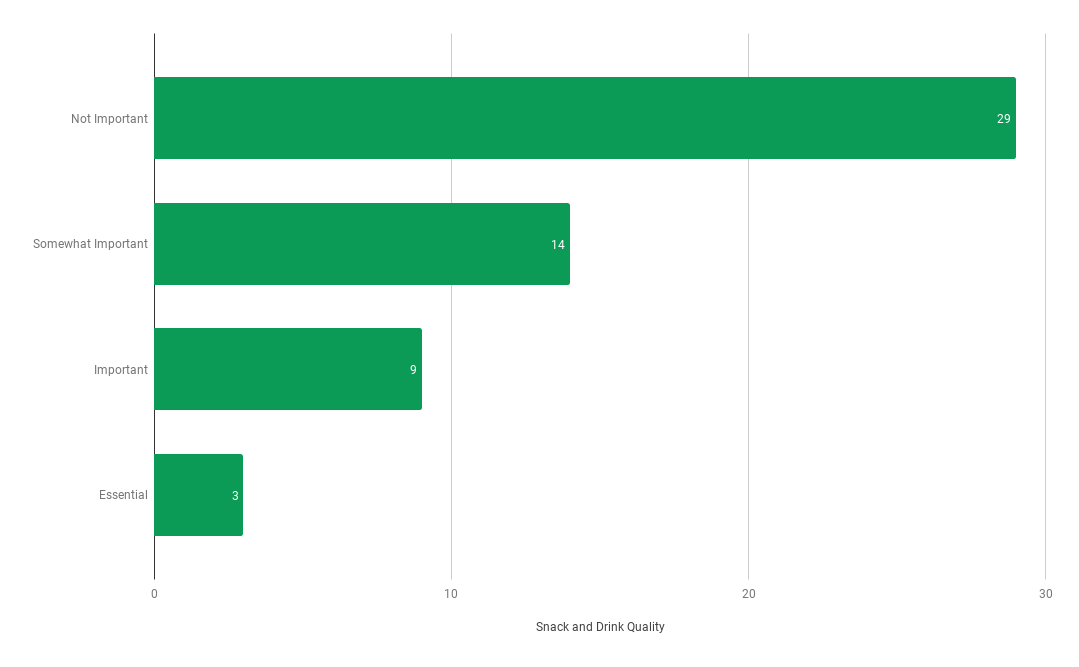 Not Important
29
Somewhat Important
14
Important
9
Essential
3
0 10 20 30
Snack and Drink Quality